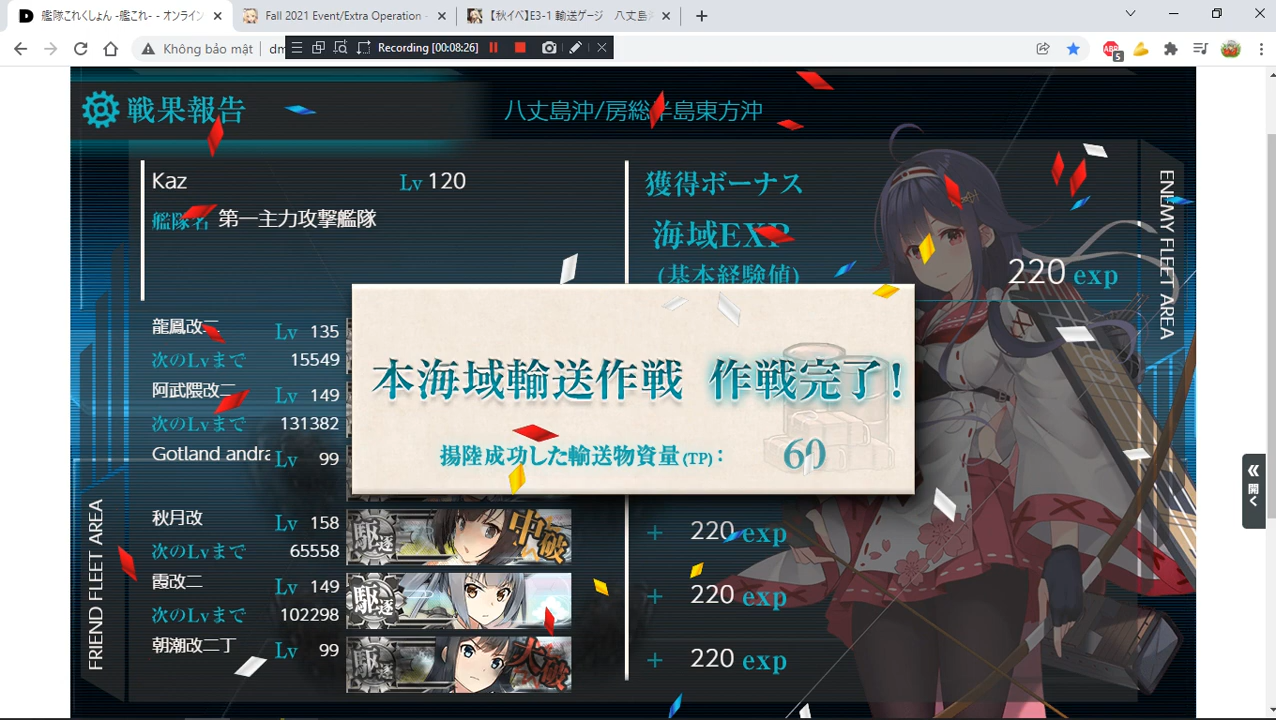 艦隊これくしょん -艦これ- - オンライン
Fall 2021 Event/Extra Operation -
【秋イベ】E3-1 輸送ゲージ 八丈島
Không bảo mật
Recording [00:08:26]
ABP
5
戦果報告
八丈島沖/房総半島東方沖
Kaz
Lv 120
艦隊名 第一主力攻撃艦隊
獲得ボーナス
海域EXP
(基本経験値)
220 exp
ENEMY FLEET AREA
FRIEND FLEET AREA
龍鳳改二
Lv 135
次のLvまで
15549
阿武隈改二
Lv 149
次のLvまで
131382
Gotland andra
Lv 99
本海域輸送作戦 作戦完了!
揚陸成功した輸送物資量(TP): 60
秋月改
Lv 158
次のLvまで
65558
駆逐
中破
+ 220 exp
霞改二
Lv 149
次のLvまで
102298
駆逐
+ 220 exp
朝潮改二丁
Lv 99
駆逐
大破
+ 220 exp
開く